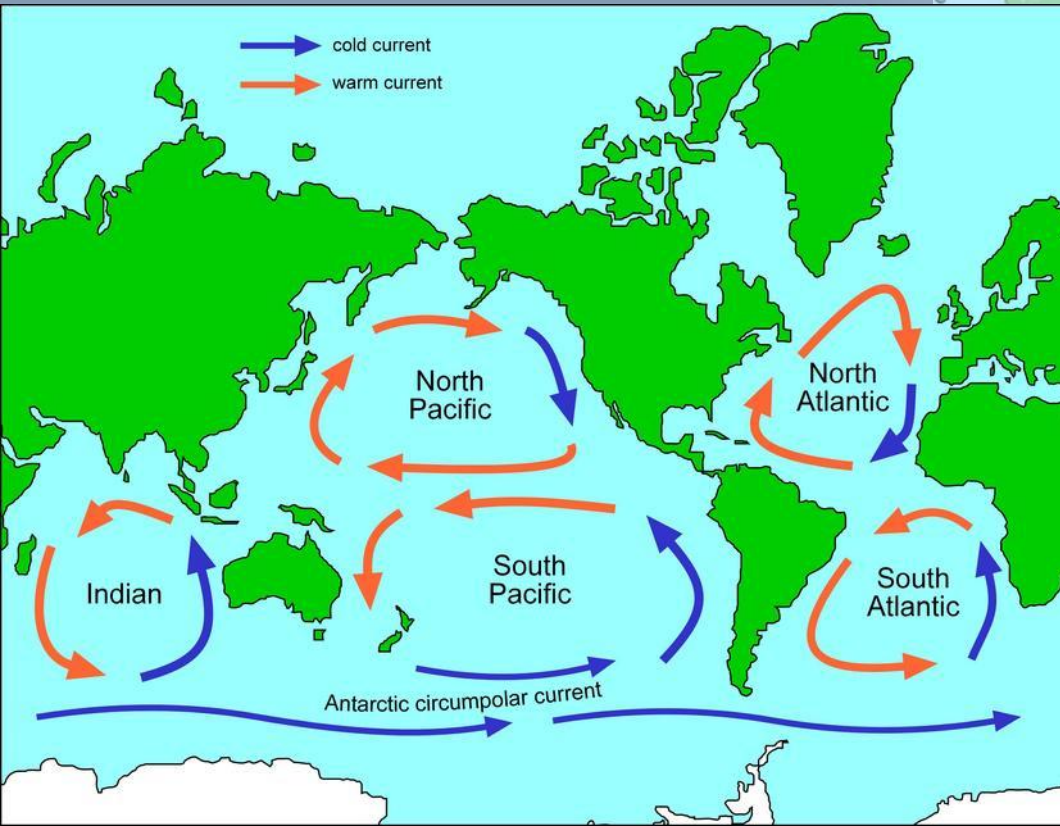 cold current
warm current
North
Pacific
North
Atlantic
South
Pacific
Indian
South
Atlantic
Antarctic circumpolar current